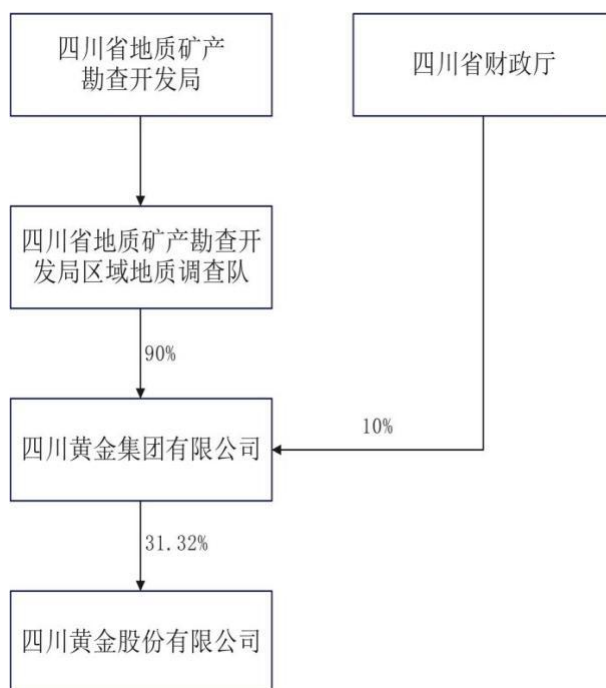 四川省地质矿产
勘查开发局
四川省财政厅
四川省地质矿产勘查开
发局区域地质调查队
90%
四川黄金集团有限公司
10%
31.32%
四川黄金股份有限公司